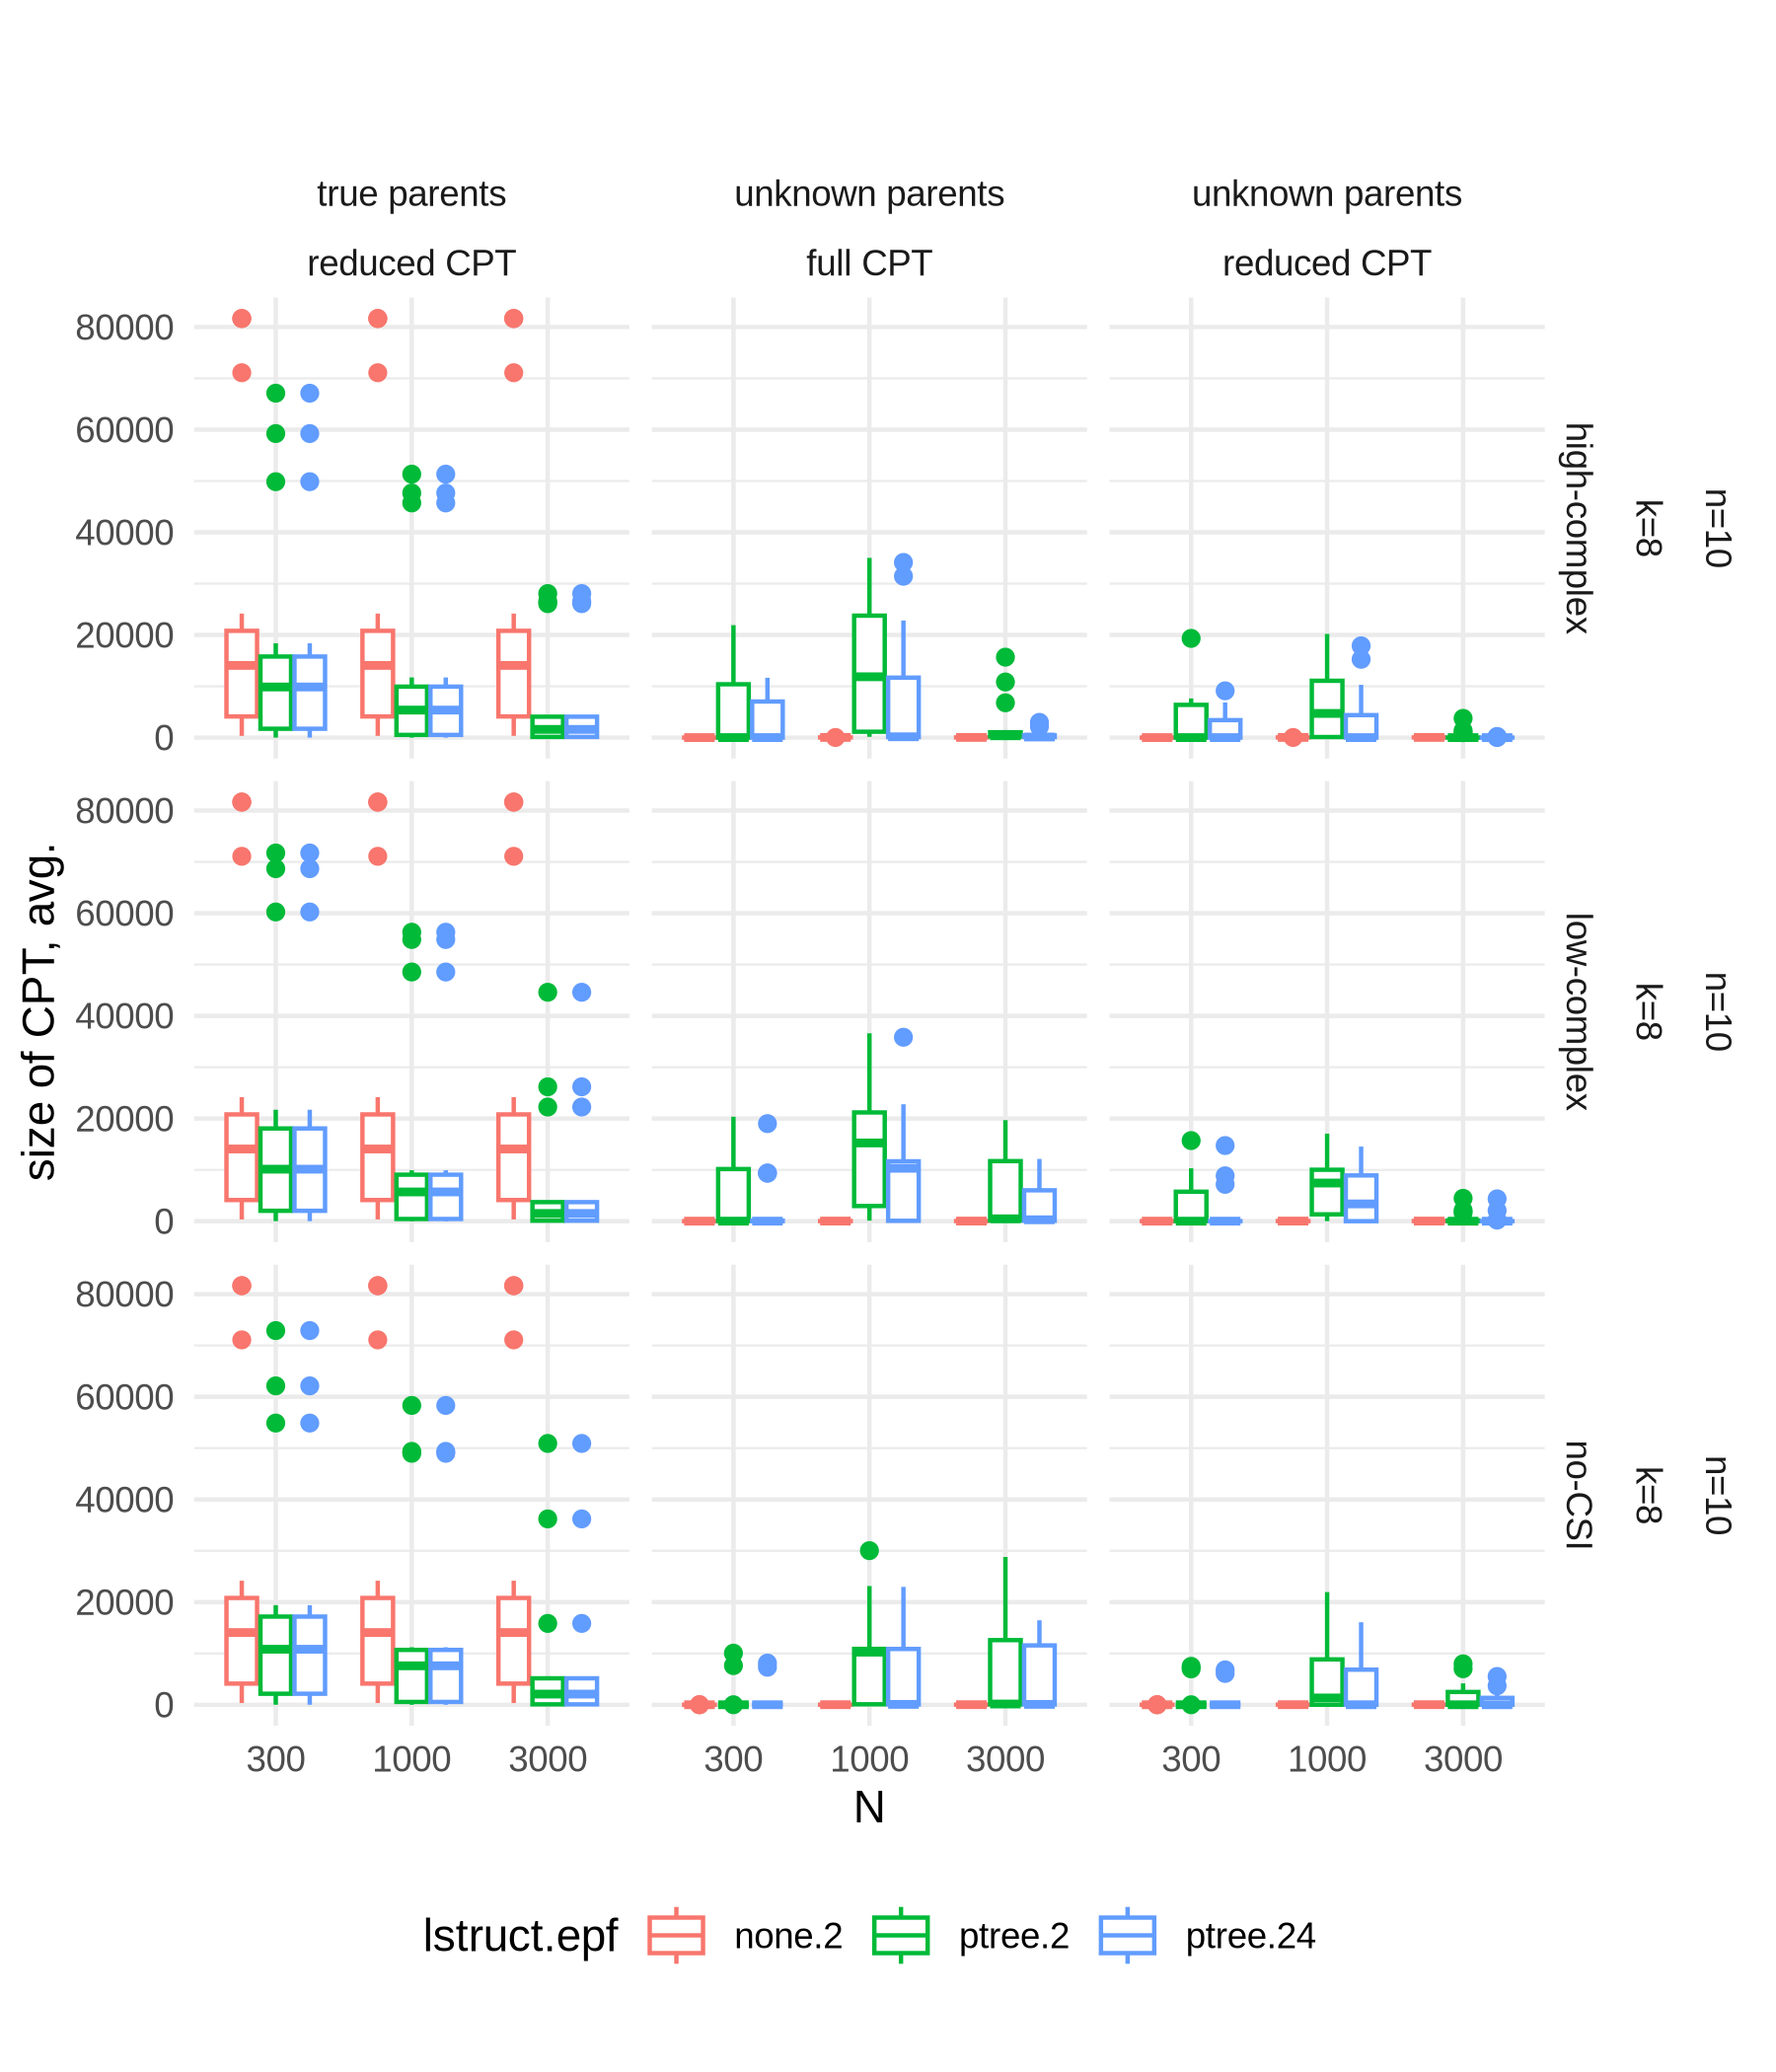 true parents
unknown parents
unknown parents
reduced CPT
full CPT
reduced CPT
80000
60000
40000
20000
0
high-complex
k=8
n=10
80000
60000
40000
20000
0
low-complex
k=8
n=10
80000
60000
40000
20000
0
no-CSI
k=8
n=10
size of CPT, avg.
300
1000
3000
300
1000
3000
300
1000
3000
N
lstruct.epf
none.2
ptree.2
ptree.24